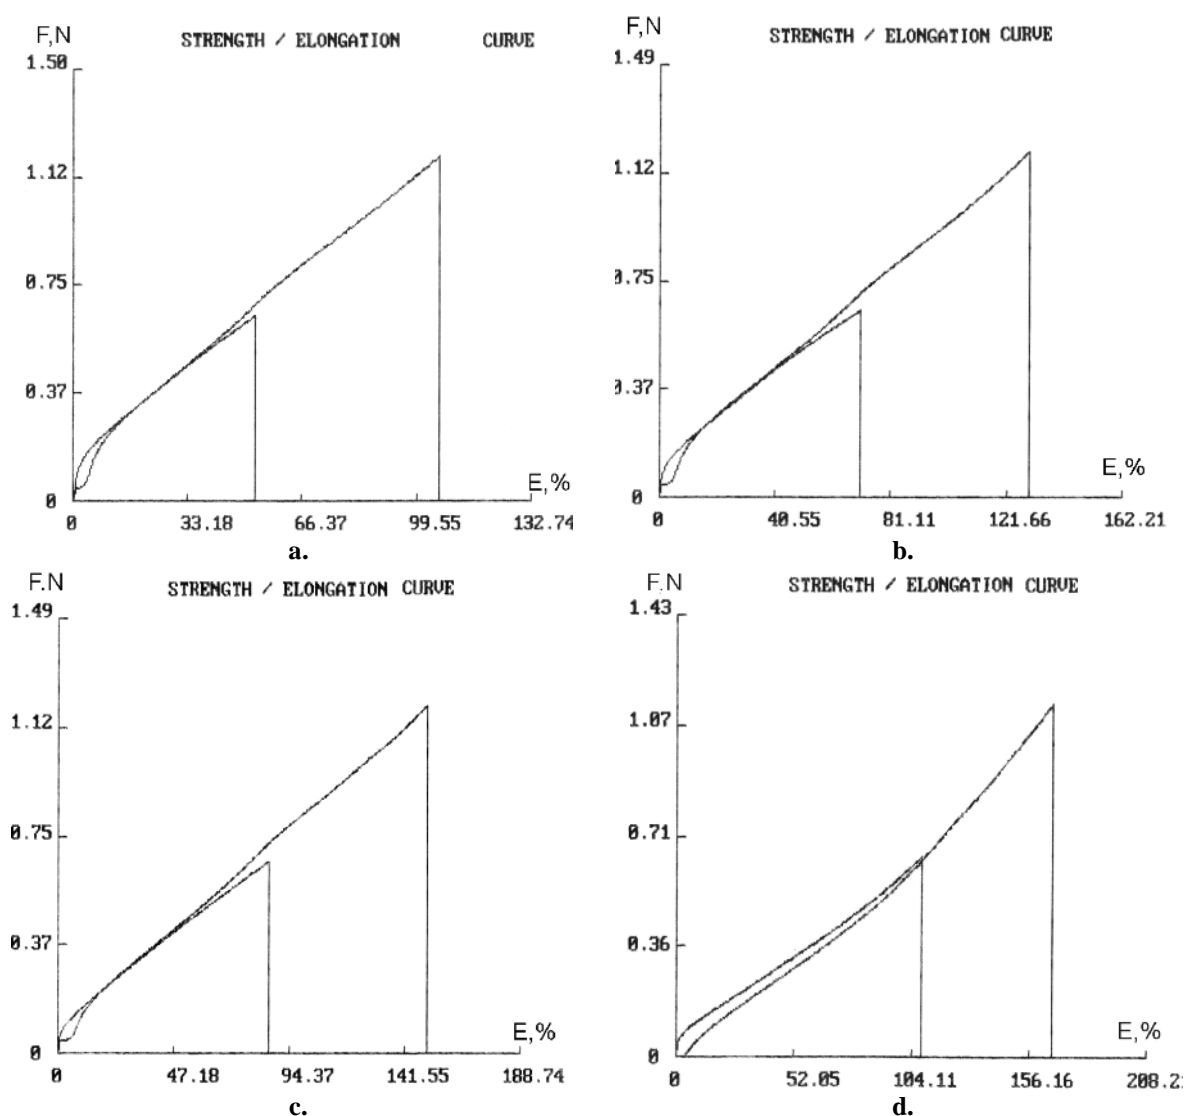 F,N
STRENGTH / ELONGATION CURVE
1.50
1.12
0.75
0.37
0
E,%
0 33.18 66.37 99.55 132.74
a.
F,N
STRENGTH / ELONGATION CURVE
1.49
1.12
0.75
0.37
0
E,%
0 40.55 81.11 121.66 162.21
b.
F,N
STRENGTH / ELONGATION CURVE
1.49
1.12
0.75
0.37
0
E,%
0 47.18 94.37 141.55 188.74
c.
F,N
STRENGTH / ELONGATION CURVE
1.43
1.07
0.71
0.36
0
E,%
0 52.05 104.11 156.16 208.21
d.